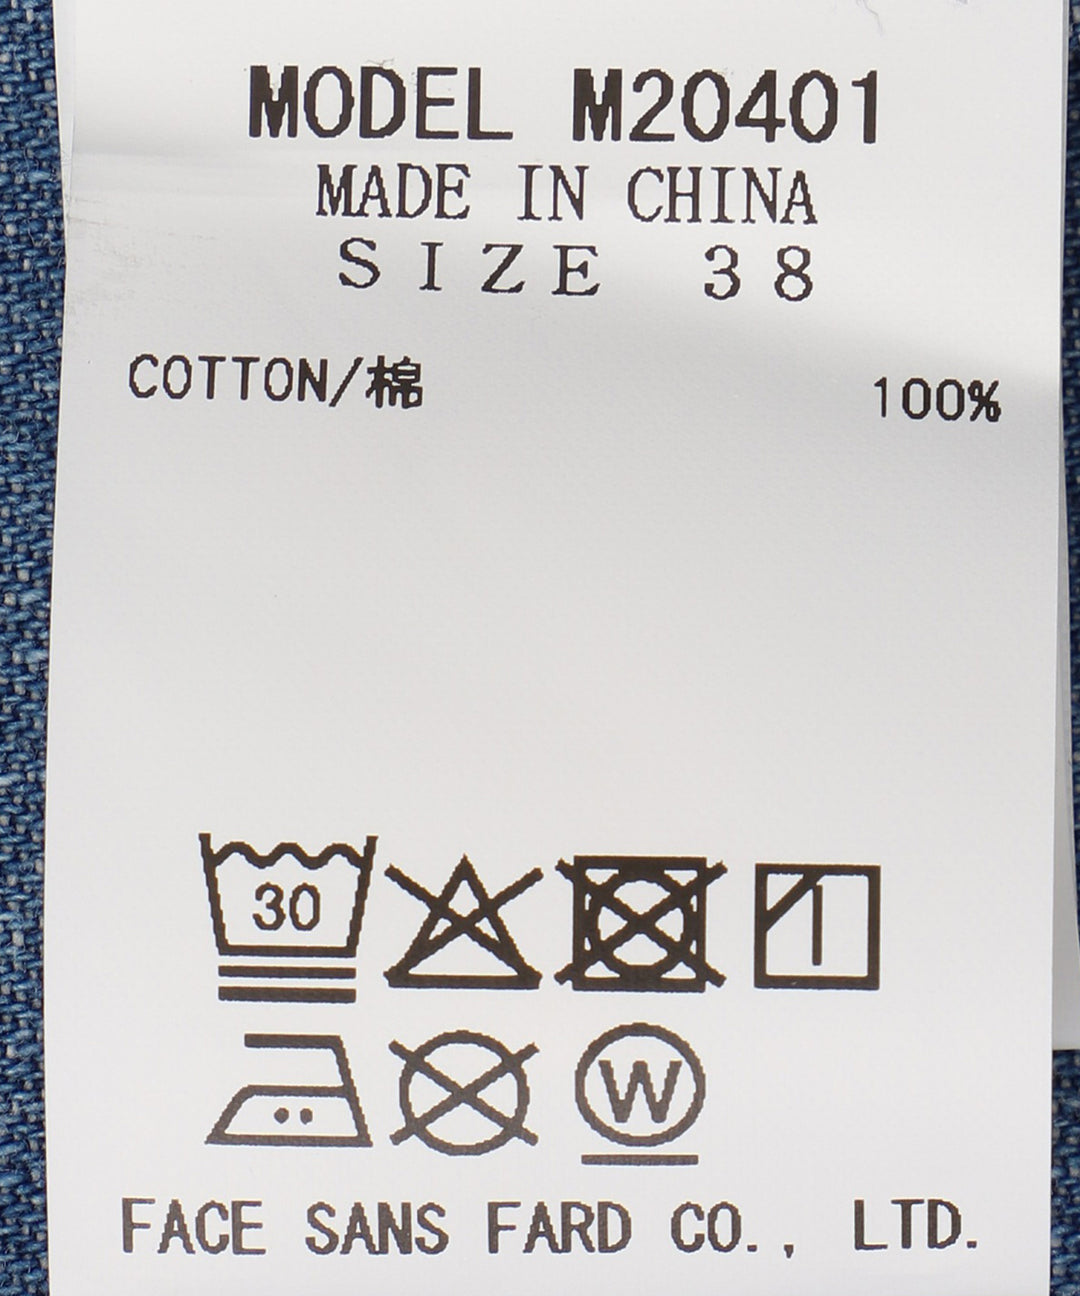 MODEL M20401
MADE IN CHINA
SIZE 38
COTTON/棉 100%
30
W
FACE SANS FARD CO., LTD.